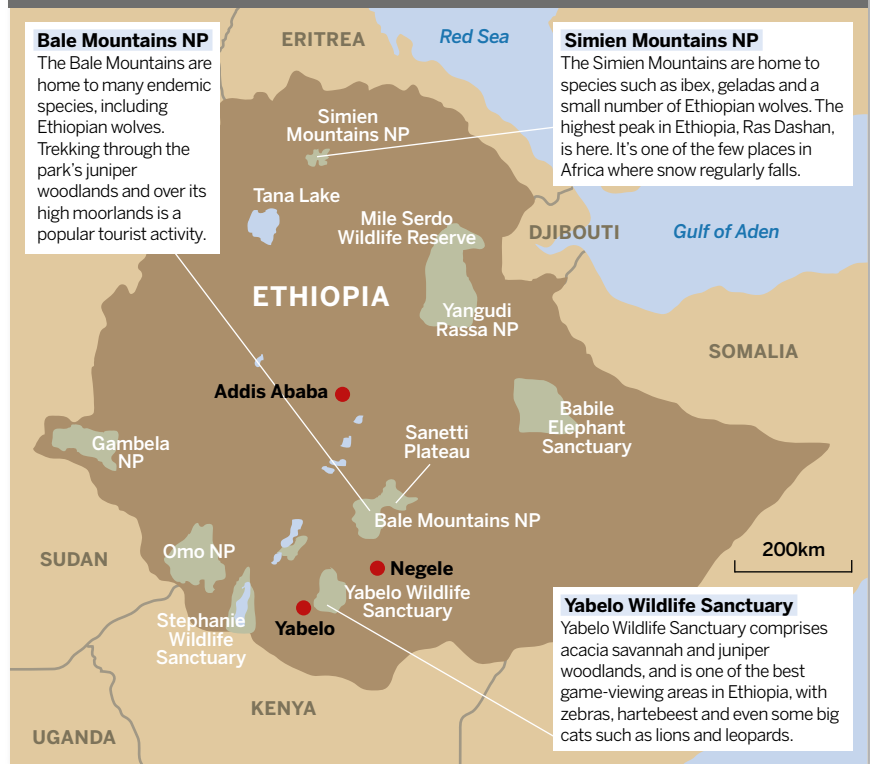 Bale Mountains NP
The Bale Mountains are
home to many endemic
species, including
Ethiopian wolves.
Trekking through the
park’s juniper
woodlands and over its
high moorlands is a
popular tourist activity.
ERITREA
Red Sea
Simien Mountains NP
The Simien Mountains are home to
species such as ibex, geladas and a
small number of Ethiopian wolves. The
highest peak in Ethiopia, Ras Dashan,
is here. It’s one of the few places in
Africa where snow regularly falls.
Simien
Mountains NP
Tana Lake
Mile Serdo
Wildlife Reserve
DJIBOUTI
Gulf of Aden
ETHIOPIA
Yangudi
Rassa NP
SOMALIA
Addis Ababa
Babile
Elephant
Sanctuary
Gambela
NP
Sanetti
Plateau
Bale Mountains NP
Omo NP
SUDAN
Negele
200km
Yabelo Wildlife
Sanctuary
Stephanie
Wildlife
Sanctuary
Yabelo
Yabelo Wildlife Sanctuary
Yabelo Wildlife Sanctuary comprises
acacia savannah and juniper
woodlands, and is one of the best
game-viewing areas in Ethiopia, with
zebras, hartebeest and even some big
cats such as lions and leopards.
KENYA
UGANDA